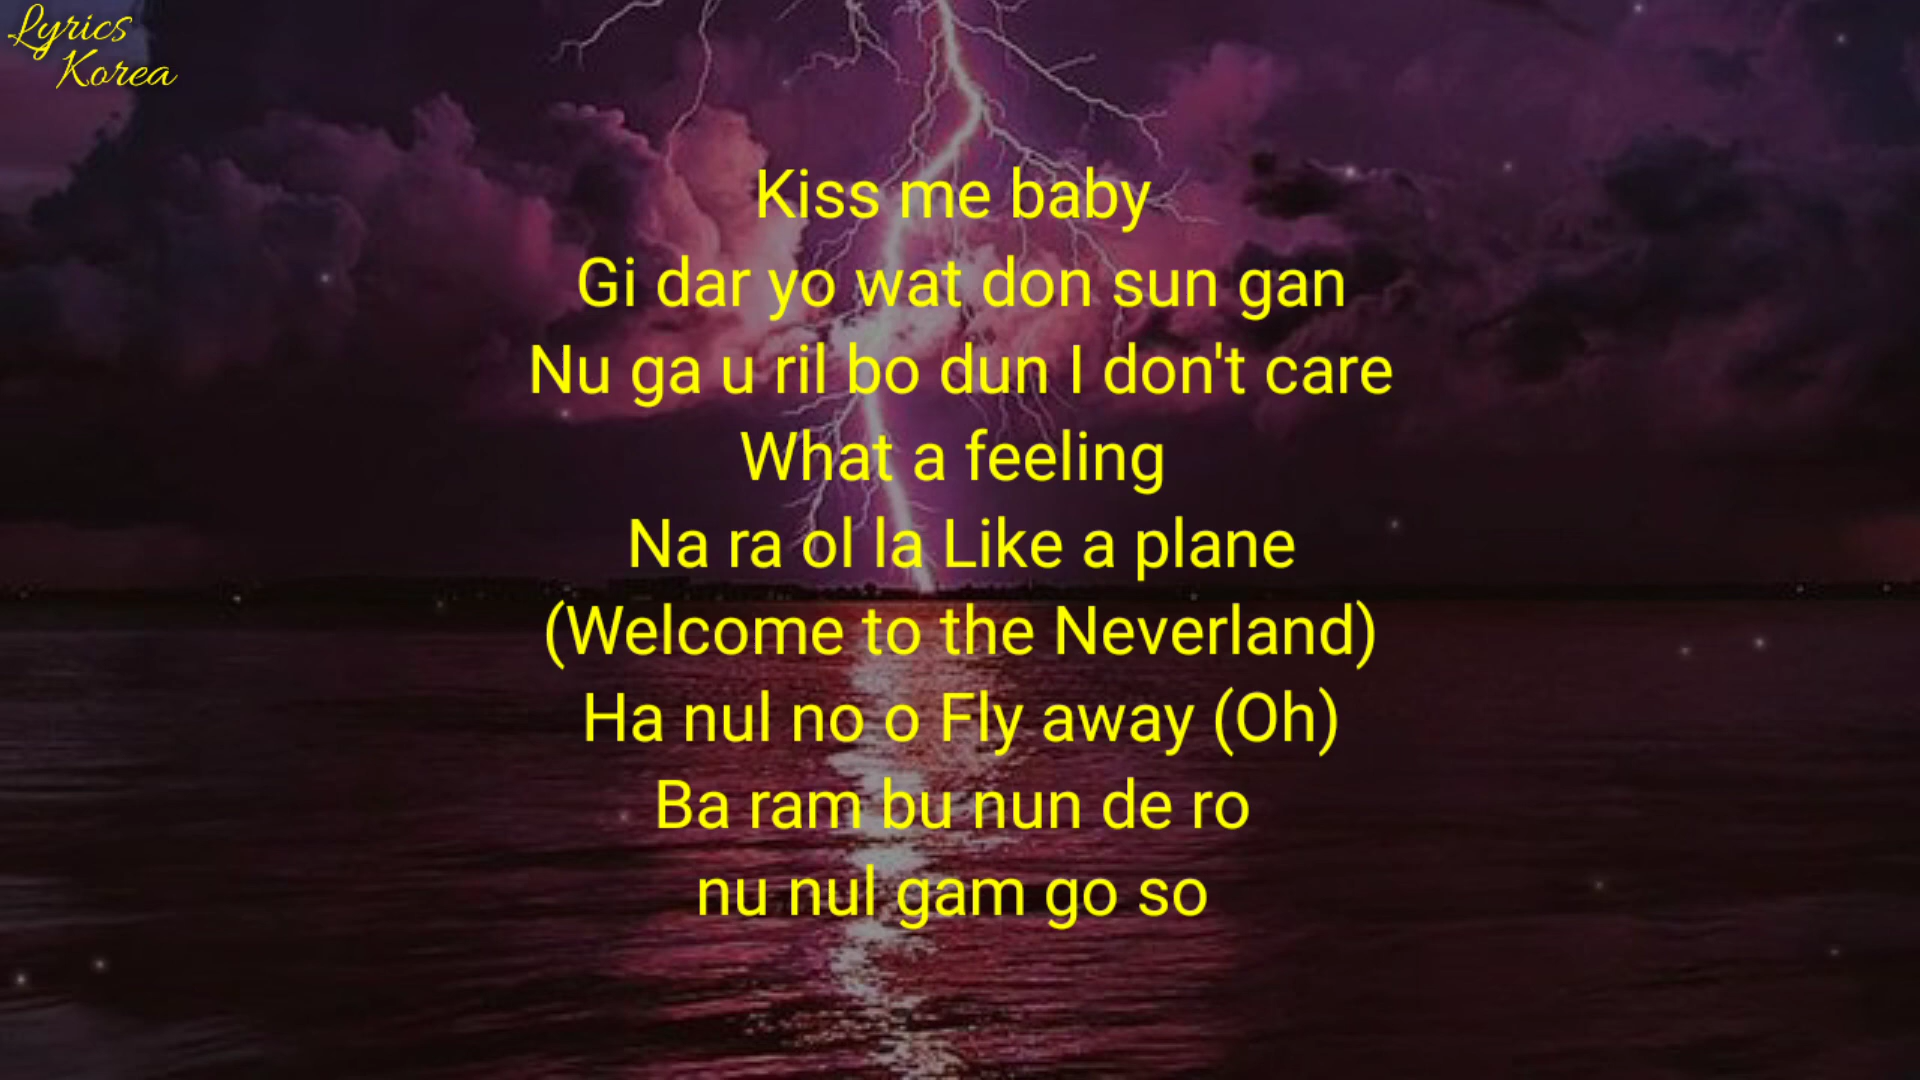 Lyrics
Korea
Kiss me baby
Gi dar yo wat don sun gan
Nu ga u ril bo dun I don't care
What a feeling
Na ra ol la Like a plane
(Welcome to the Neverland)
Ha nul no o Fly away (Oh)
Ba ram bu nun de ro
nu nul gam go so